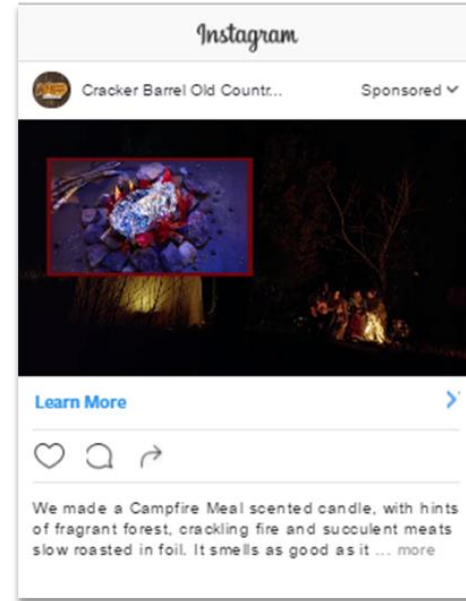 Instagram
Cracker Barrel Old Countr... Sponsored
Learn More
We made a Campfire Meal scented candle, with hints
of fragrant forest, crackling fire and succulent meats
slow roasted in foil. It smells as good as it ... more